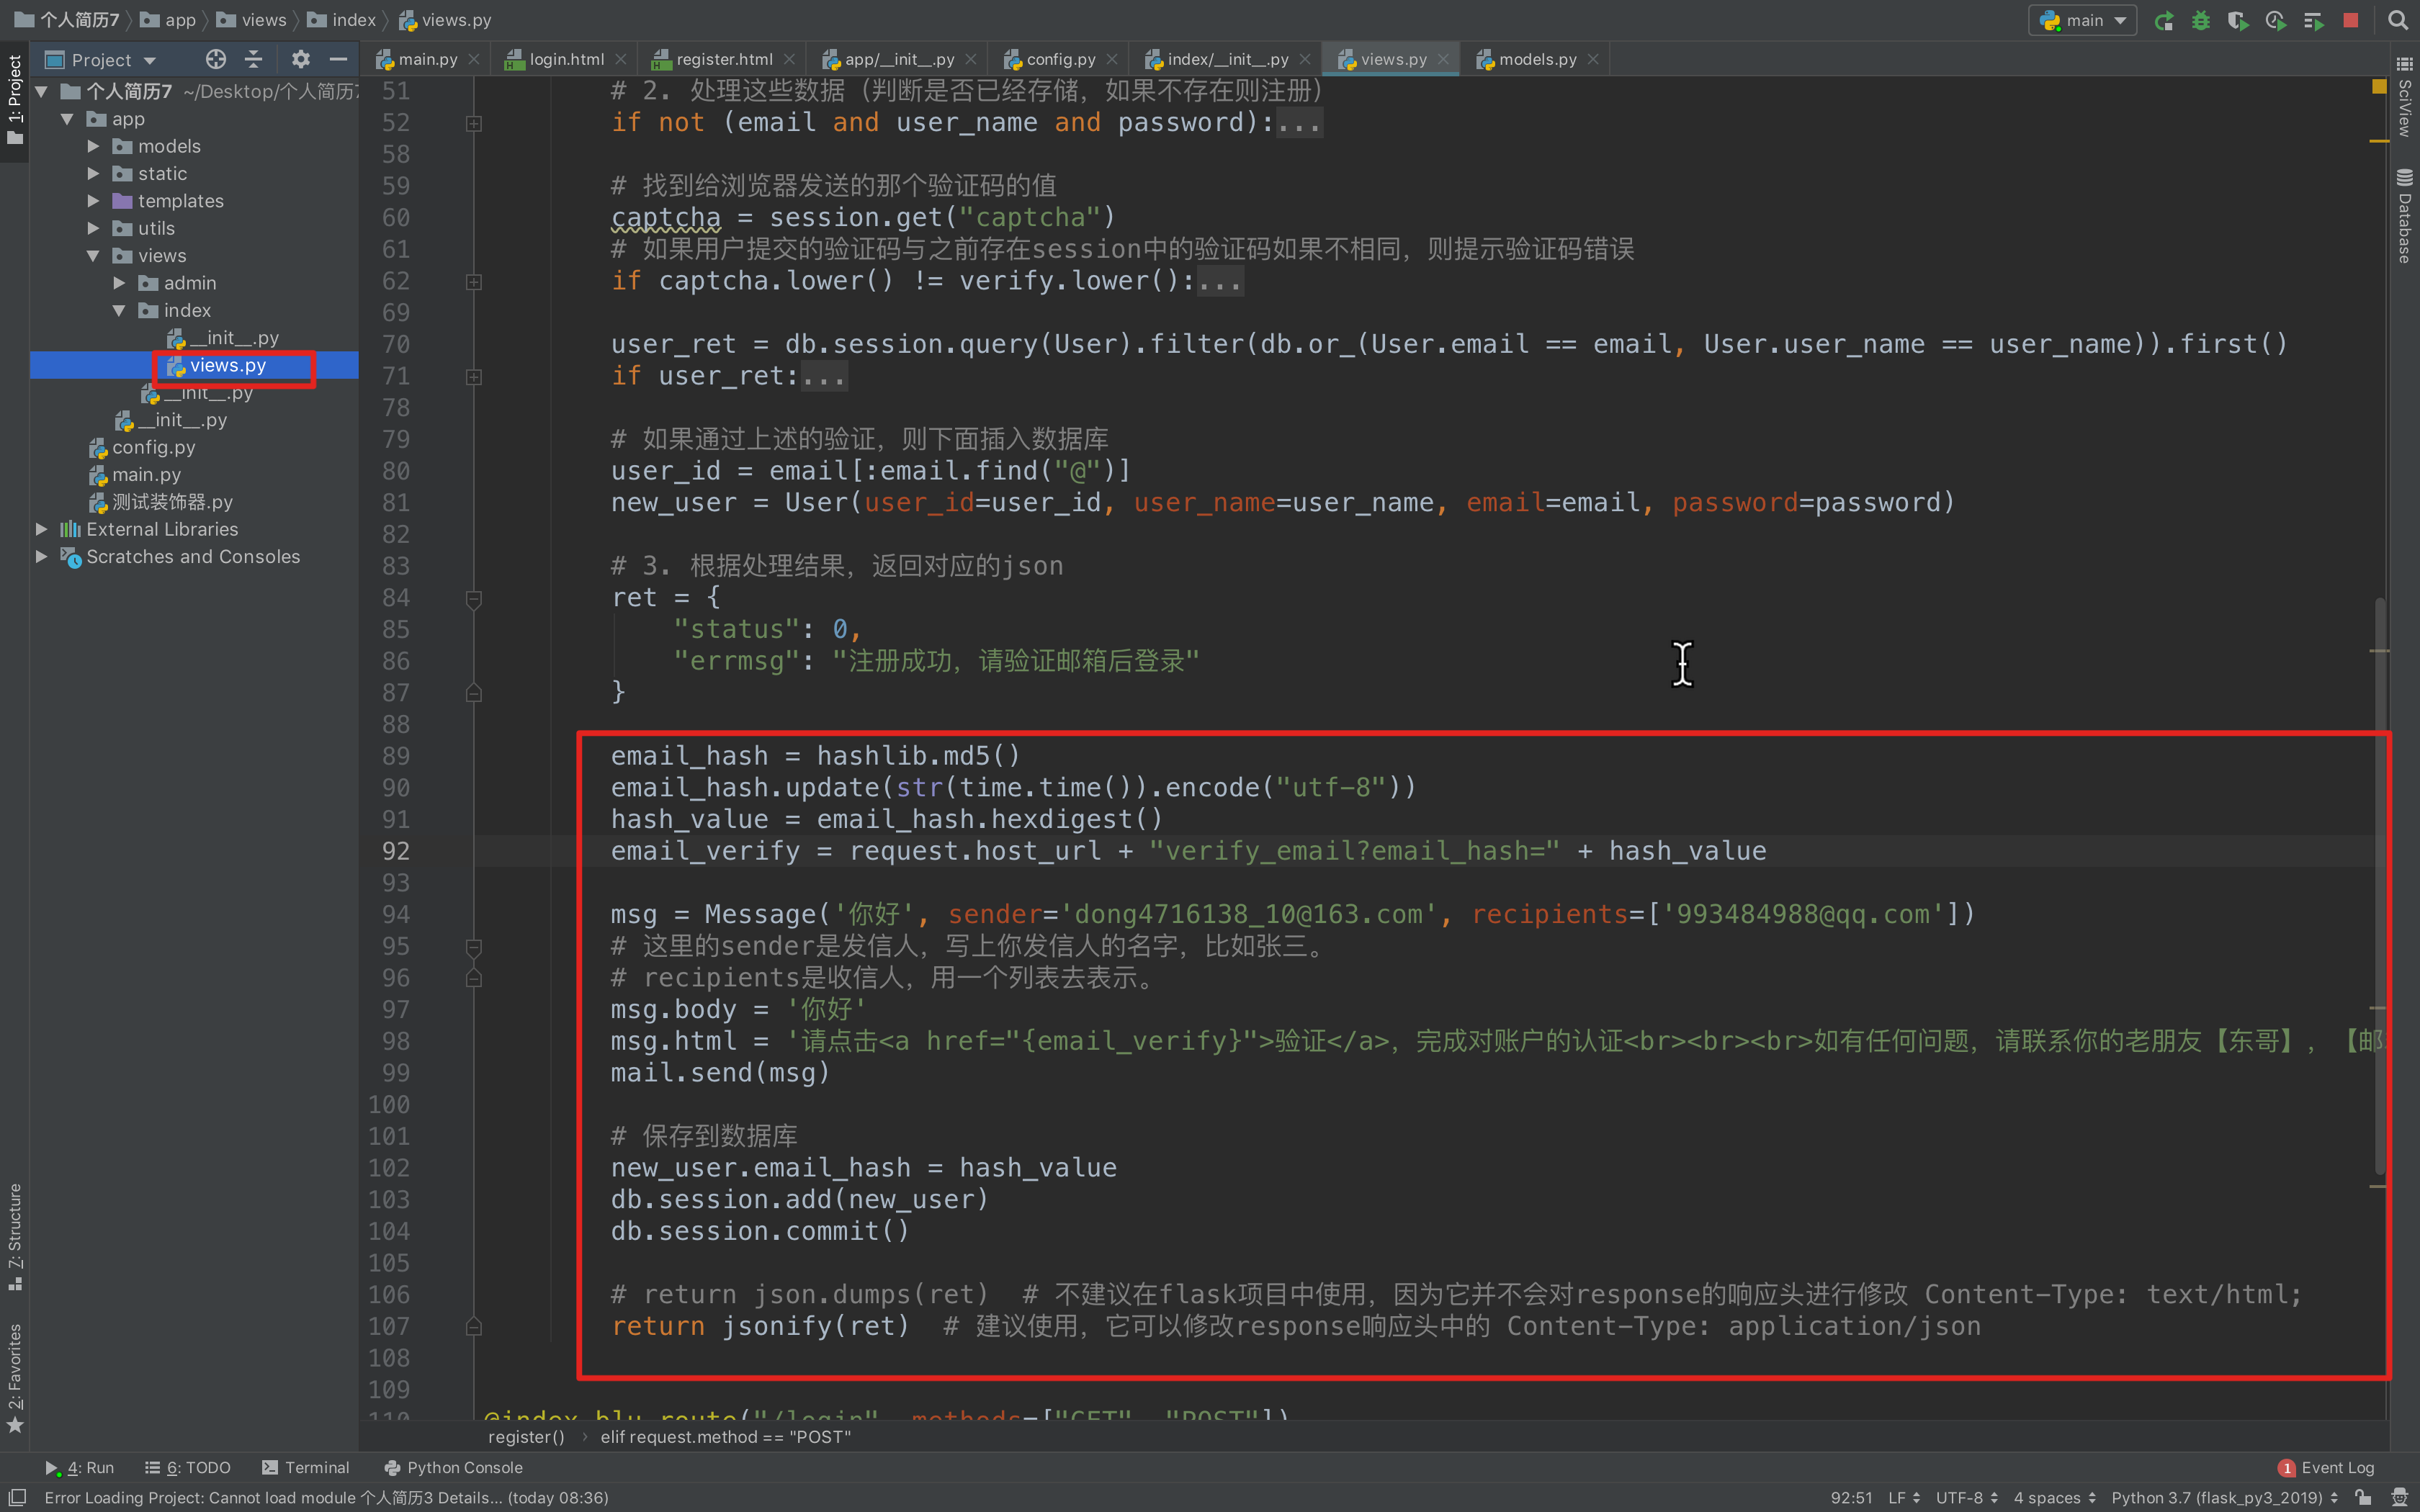 个人简历7 app views index views.py main
Project
main.py login.html register.html app/__init__.py config.py index/__init__.py views.py models.py
1: Project
个人简历7 ~/Desktop/个人简历7
app
models
static
templates
utils
views
admin
index
__init__.py
views.py
__init__.py
__init__.py
config.py
main.py
测试装饰器.py
External Libraries
Scratches and Consoles
7: Structure
2: Favorites
51 # 2. 处理这些数据（判断是否已经存储，如果不存在则注册）
52 if not (email and user_name and password):...
58
59 # 找到给浏览器发送的那个验证码的值
60 captcha = session.get("captcha")
61 # 如果用户提交的验证码与之前存在session中的验证码如果不相同，则提示验证码错误
62 if captcha.lower() != verify.lower():...
69
70 user_ret = db.session.query(User).filter(db.or_(User.email == email, User.user_name == user_name)).first()
71 if user_ret:...
78
79 # 如果通过上述的验证，则下面插入数据库
80 user_id = email[:email.find("@")]
81 new_user = User(user_id=user_id, user_name=user_name, email=email, password=password)
82
83 # 3. 根据处理结果，返回对应的json
84 ret = {
85 "status": 0,
86 "errmsg": "注册成功，请验证邮箱后登录"
87 }
88
89 email_hash = hashlib.md5()
90 email_hash.update(str(time.time()).encode("utf-8"))
91 hash_value = email_hash.hexdigest()
92 email_verify = request.host_url + "verify_email?email_hash=" + hash_value
93
94 msg = Message('你好', sender='dong4716138_10@163.com', recipients=['993484988@qq.com'])
95 # 这里的sender是发信人，写上你发信人的名字，比如张三。
96 # recipients是收信人，用一个列表去表示。
97 msg.body = '你好'
98 msg.html = '请点击<a href="{email_verify}">验证</a>，完成对账户的认证<br><br><br>如有任何问题，请联系你的老朋友【东哥】，【邮
99 mail.send(msg)
100
101 # 保存到数据库
102 new_user.email_hash = hash_value
103 db.session.add(new_user)
104 db.session.commit()
105
106 # return json.dumps(ret)  # 不建议在flask项目中使用，因为它并不会对response的响应头进行修改 Content-Type: text/html;
107 return jsonify(ret)  # 建议使用，它可以修改response响应头中的 Content-Type: application/json
108
109
110 @index_blu.route("/login", methods=["GET", "POST"])
register() elif request.method == "POST"
SciView
Database
4: Run 6: TODO Terminal Python Console 1 Event Log
Error Loading Project: Cannot load module 个人简历3 Details... (today 08:36) 92:51 LF UTF-8 4 spaces Python 3.7 (flask_py3_2019)